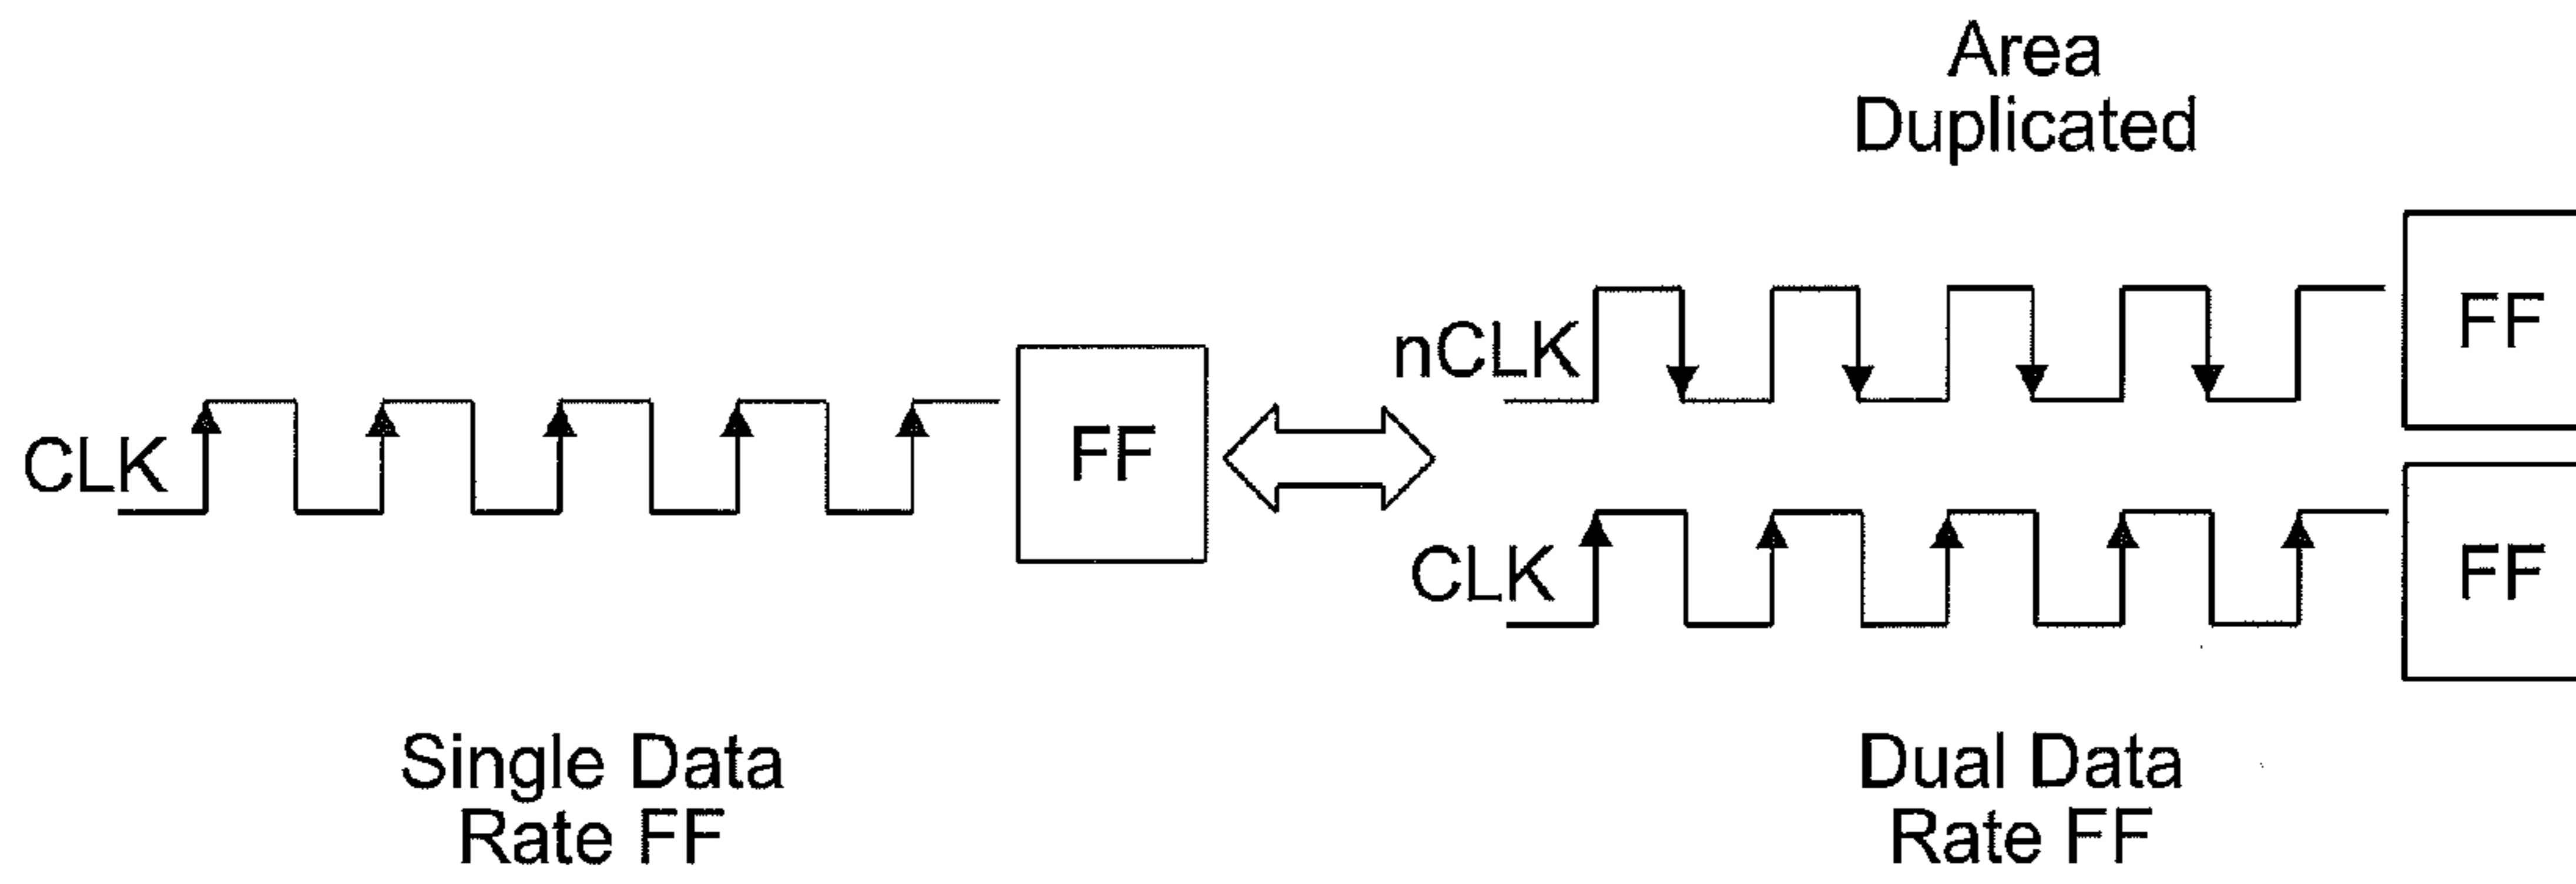 Area
Duplicated
nCLK
FF
CLK
FF
CLK
FF
Single Data
Rate FF
Dual Data
Rate FF